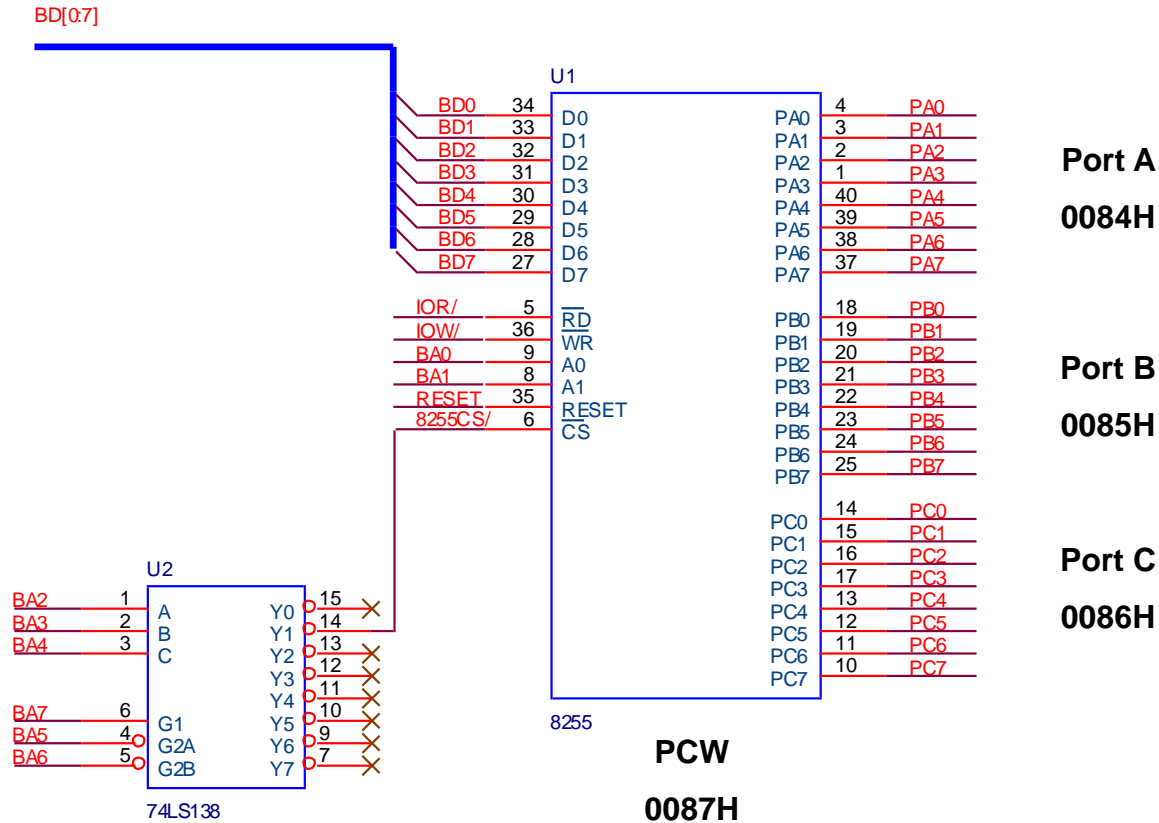 BD[0:7]
U1
BD0 34 D0
BD1 33 D1
BD2 32 D2
BD3 31 D3
BD4 30 D4
BD5 29 D5
BD6 28 D6
BD7 27 D7
IOR/ 5 RD
IOW/ 36 WR
BA0 9 A0
BA1 8 A1
RESET 35 RESET
8255CS/ 6 CS
PA0 4 PA0
PA1 3 PA1
PA2 2 PA2
PA3 1 PA3
PA4 40 PA4
PA5 39 PA5
PA6 38 PA6
PA7 37 PA7
PB0 18 PB0
PB1 19 PB1
PB2 20 PB2
PB3 21 PB3
PB4 22 PB4
PB5 23 PB5
PB6 24 PB6
PB7 25 PB7
PC0 14 PC0
PC1 15 PC1
PC2 16 PC2
PC3 17 PC3
PC4 13 PC4
PC5 12 PC5
PC6 11 PC6
PC7 10 PC7
8255
Port A
0084H
Port B
0085H
Port C
0086H
U2
BA2 1 A
BA3 2 B
BA4 3 C
BA7 6 G1
BA5 4 G2A
BA6 5 G2B
Y0 15
Y1 14
Y2 13
Y3 12
Y4 11
Y5 10
Y6 9
Y7 7
74LS138
PCW
0087H